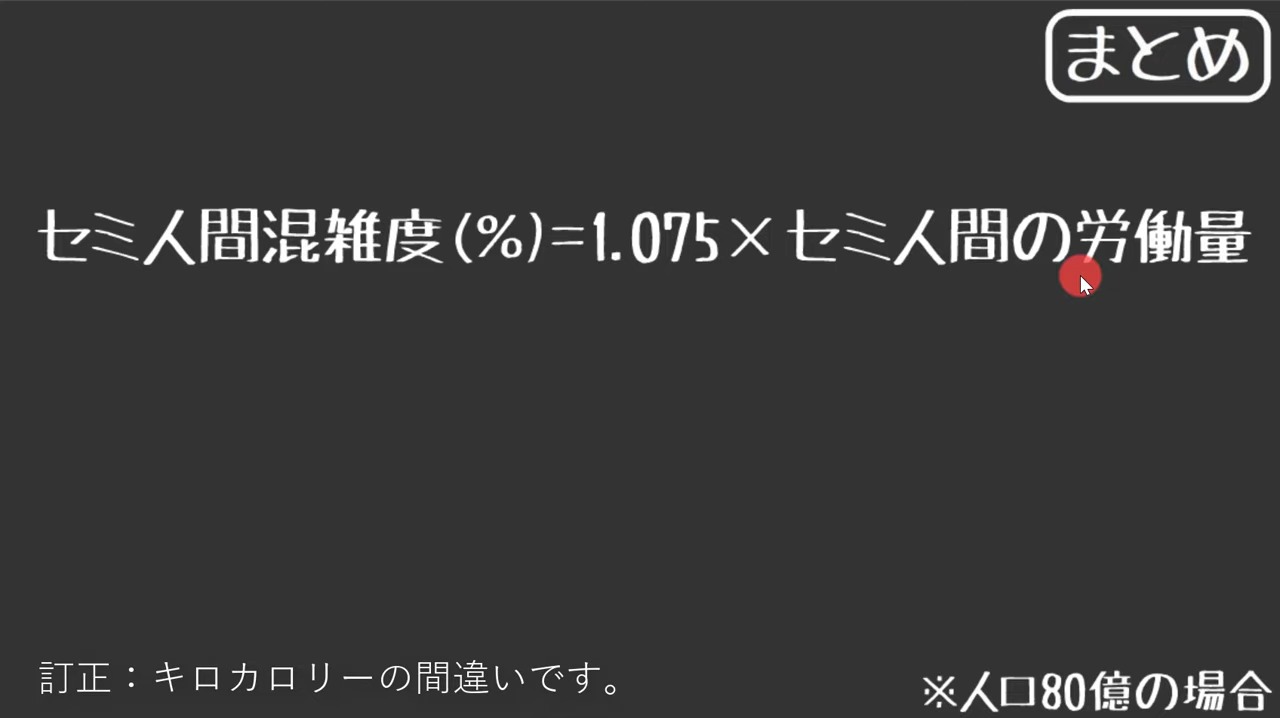 まとめ
セミ人間混雑度(%)=1.075×セミ人間の労働量
訂正：キロカロリーの間違いです。
※人口80億の場合